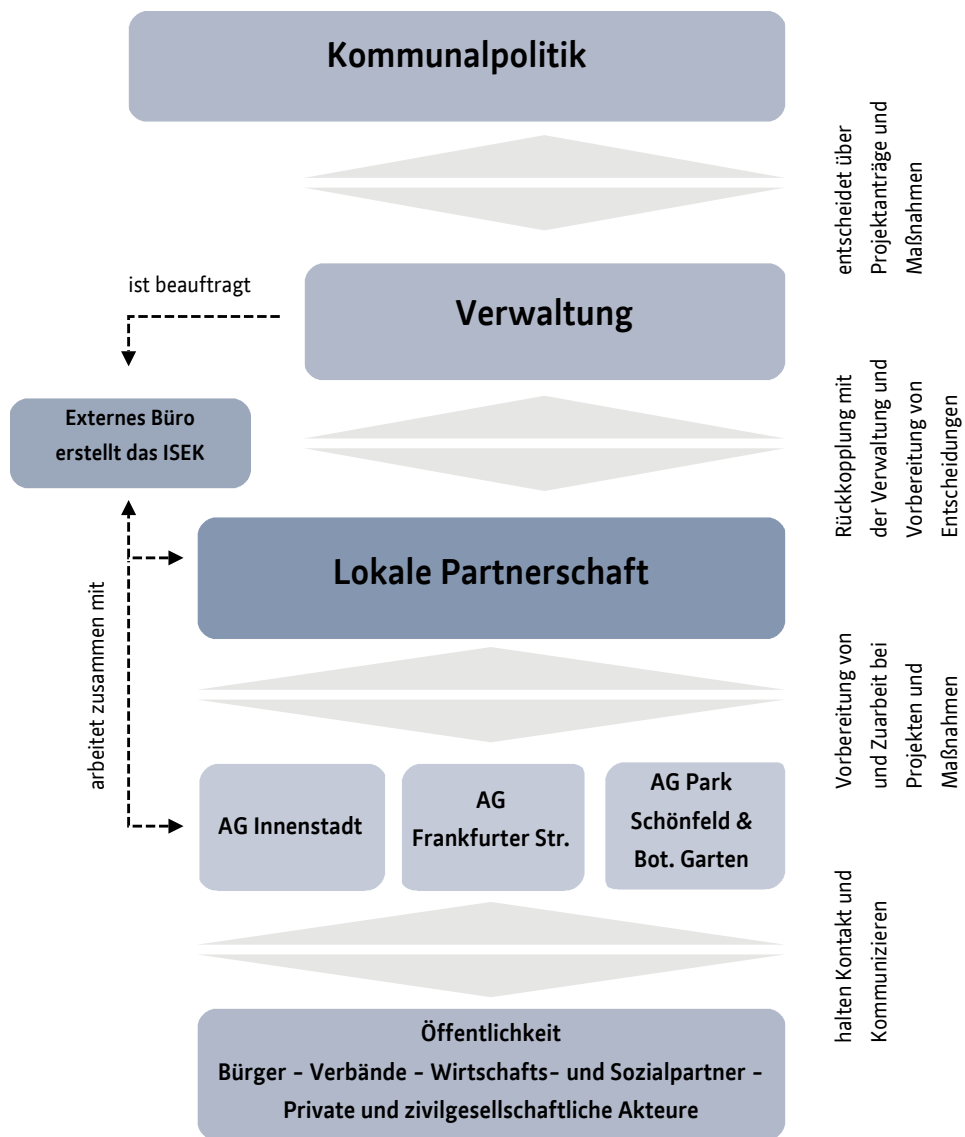 Kommunalpolitik
entscheidet über
Projektanträge und
Maßnahmen
ist beauftragt
Verwaltung
Externes Büro
erstellt das ISEK
Rückkopplung mit
der Verwaltung und
Vorbereitung von
Entscheidungen
Lokale Partnerschaft
arbeitet zusammen mit
Vorbereitung von
und Zuarbeit bei
Projekten und
Maßnahmen
AG Innenstadt
AG
Frankfurter Str.
AG Park
Schönfeld &
Bot. Garten
halten Kontakt und
Kommunizieren
Öffentlichkeit
Bürger - Verbände - Wirtschafts- und Sozialpartner -
Private und zivilgesellschaftliche Akteure